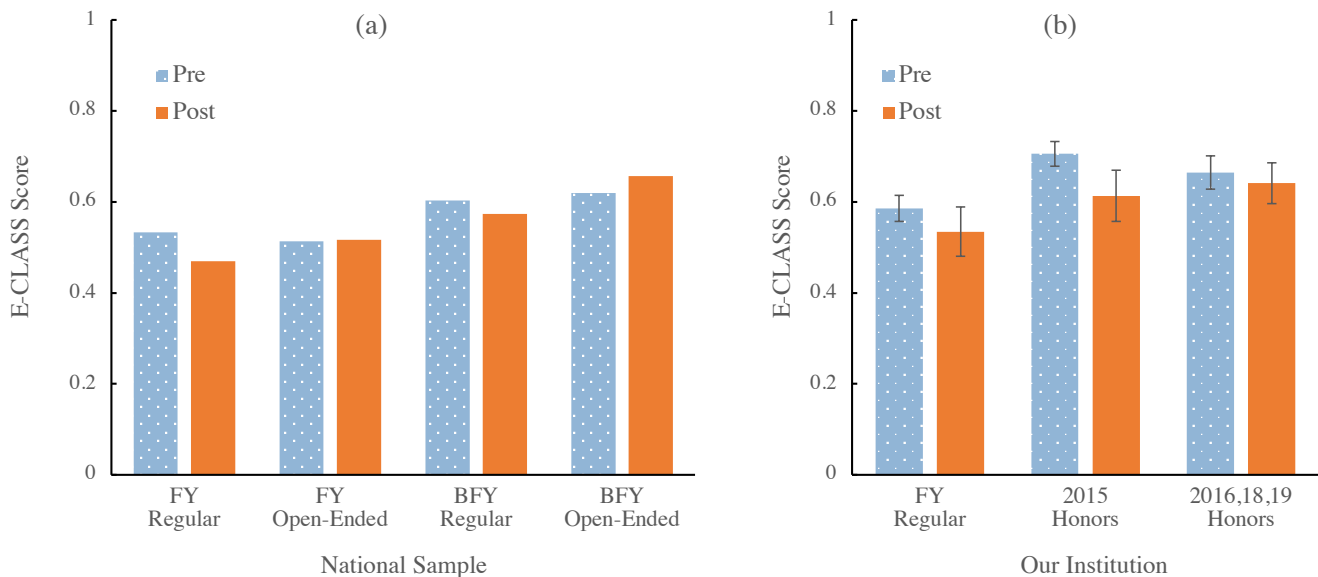 (a)
Pre
Post
E-CLASS Score
1
0.8
0.6
0.4
0.2
0
FY
Regular
FY
Open-Ended
BFY
Regular
BFY
Open-Ended
National Sample
(b)
Pre
Post
E-CLASS Score
1
0.8
0.6
0.4
0.2
0
FY
Regular
2015
Honors
2016,18,19
Honors
Our Institution